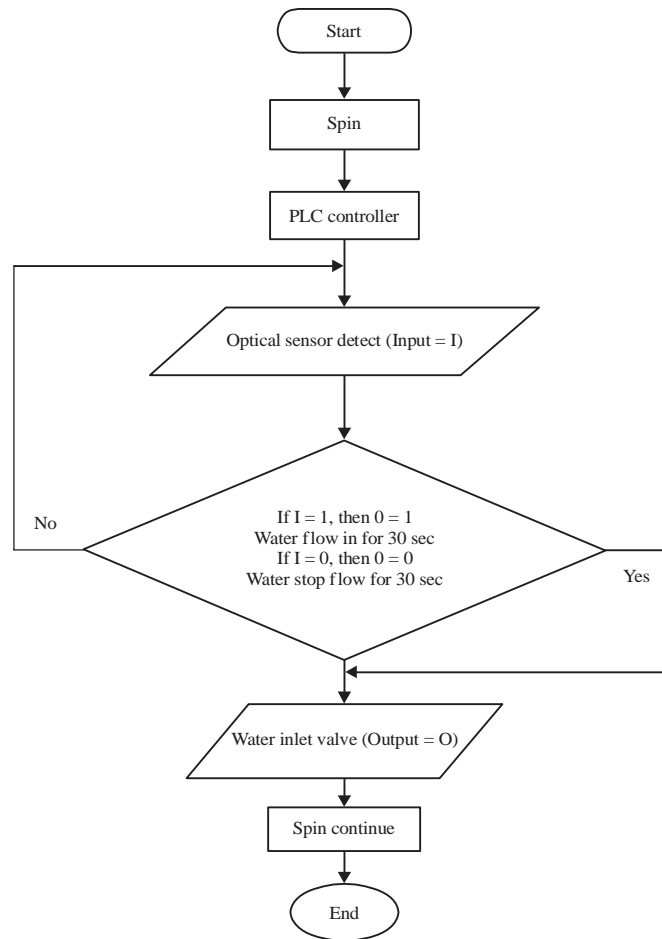 Start
Spin
PLC controller
Optical sensor detect (Input = I)
If I = 1, then 0 = 1
Water flow in for 30 sec
If I = 0, then 0 = 0
Water stop flow for 30 sec
No
Yes
Water inlet valve (Output = O)
Spin continue
End